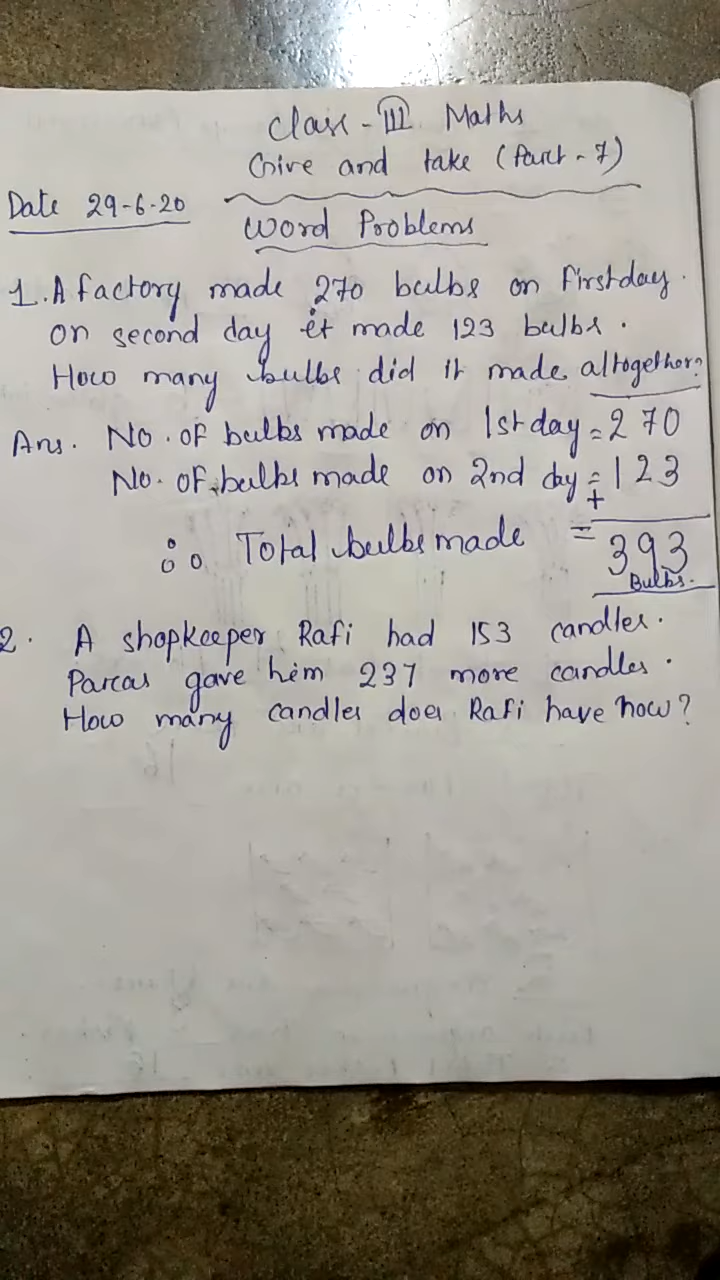 Class - III Maths
Give and take (Part - 7)
Date 29-6-20
Word Problems
1. A factory made 270 bulbs on first day.
on second day it made 123 bulbs.
How many bulbs did it made altogether?
Ans. No. of bulbs made on 1st day = 270
No. of bulbs made on 2nd day = 123
+
∴ Total bulbs made = 393
Bulbs.
2. A shopkeeper Rafi had 153 candles.
Paras gave him 237 more candles.
How many candles does Rafi have now?